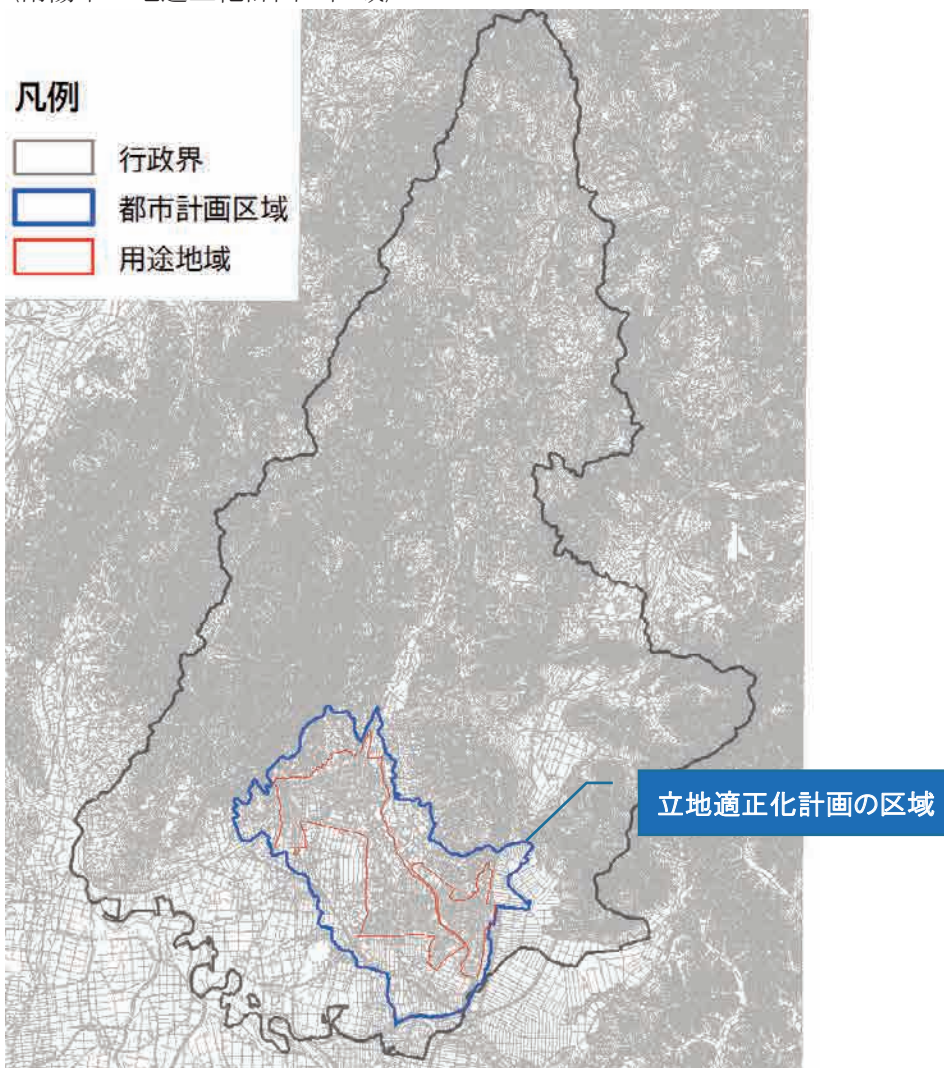 凡例
行政界
都市計画区域
用途地域
立地適正化計画の区域